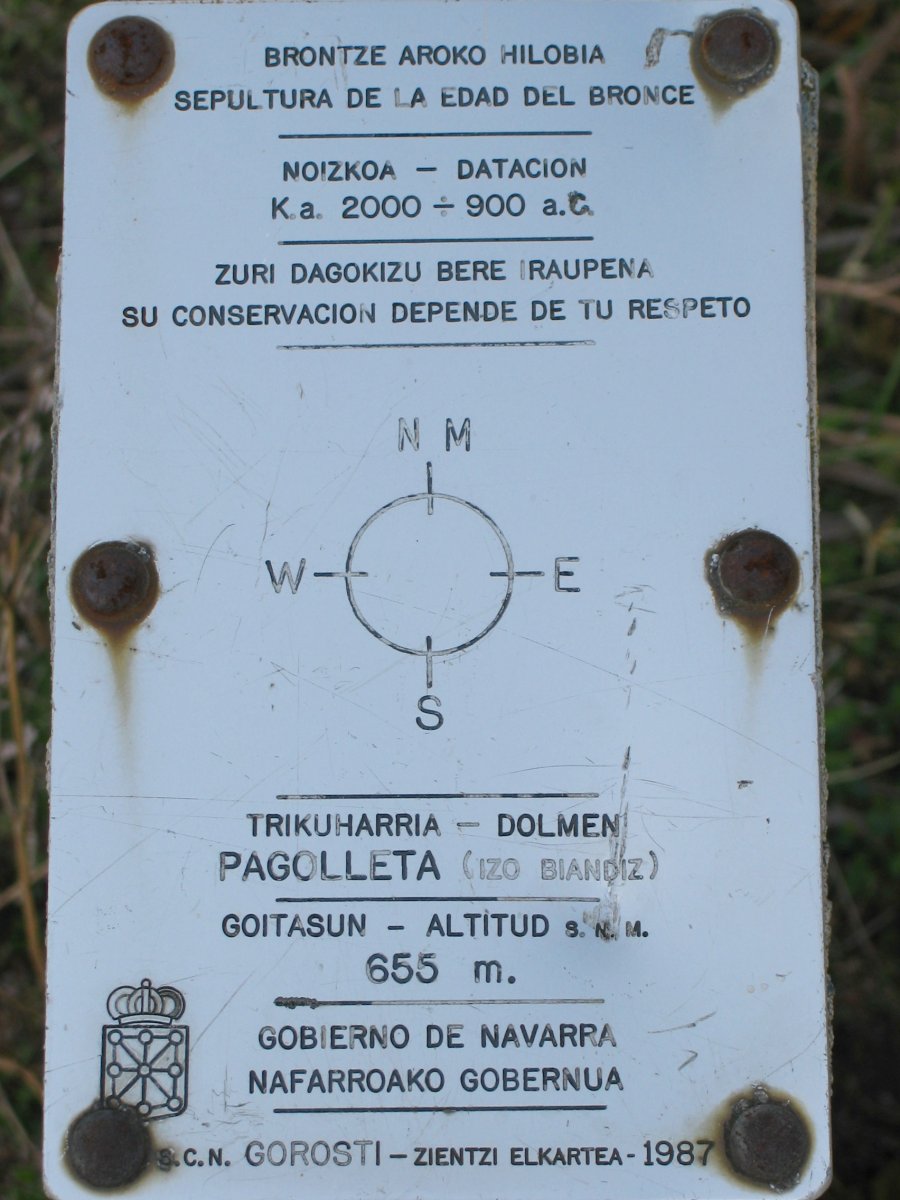 BRONTZE AROKO HILOBIA
SEPULTURA DE LA EDAD DEL BRONCE
NOIZKOA – DATACION
K.a. 2000 ÷ 900 a.C.
ZURI DAGOKIZU BERE IRAUPENA
SU CONSERVACION DEPENDE DE TU RESPETO
N M
W E
S
TRIKUHARRIA – DOLMEN
PAGOLLETA (IZO BIANDIZ)
GOITASUN – ALTITUD S. N. M.
655 m.
GOBIERNO DE NAVARRA
NAFARROAKO GOBERNUA
S.C.N. GOROSTI – ZIENTZI ELKARTEA - 1987